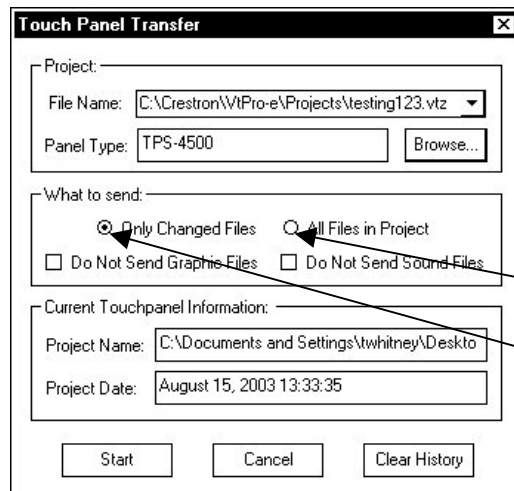 Touch Panel Transfer
Project:
File Name: C:\Crestron\VtPro-e\Projects\testing123.vtz
Panel Type: TPS-4500 Browse...
What to send:
Only Changed Files All Files in Project
Do Not Send Graphic Files Do Not Send Sound Files
Current Touchpanel Information:
Project Name: C:\Documents and Settings\twhitney\Deskto
Project Date: August 15, 2003 13:33:35
Start Cancel Clear History